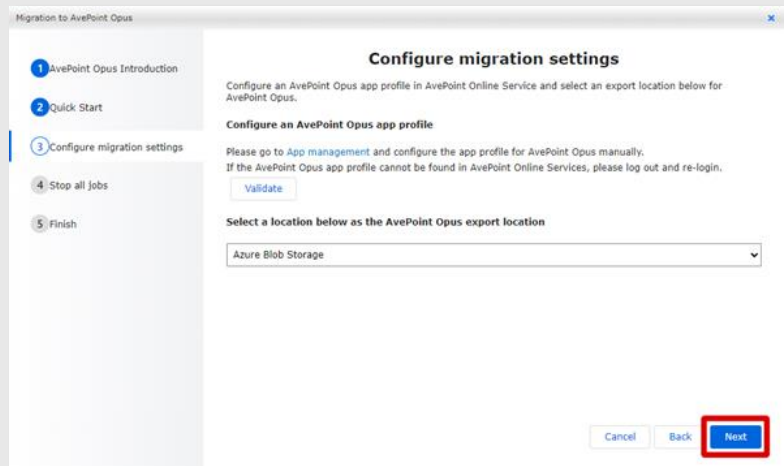 Migration to AvePoint Opus
x
Configure migration settings
1 AvePoint Opus Introduction
2 Quick Start
3 Configure migration settings
4 Stop all jobs
5 Finish
Configure an AvePoint Opus app profile in AvePoint Online Service and select an export location below for
AvePoint Opus.
Configure an AvePoint Opus app profile
Please go to App management and configure the app profile for AvePoint Opus manually.
If the AvePoint Opus app profile cannot be found in AvePoint Online Services, please log out and re-login.
Validate
Select a location below as the AvePoint Opus export location
Azure Blob Storage
Cancel Back Next